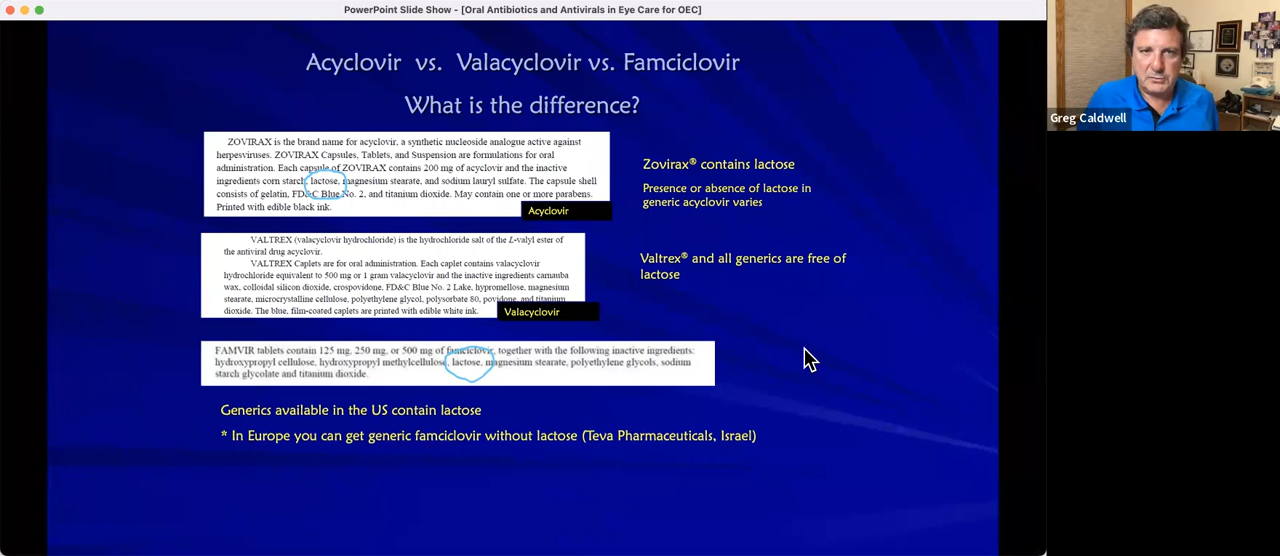 PowerPoint Slide Show - [Oral Antibiotics and Antivirals in Eye Care for OEC]
Acyclovir vs. Valacyclovir vs. Famciclovir
What is the difference?
ZOVIRAX is the brand name for acyclovir, a synthetic nucleoside analogue active against
herpesviruses. ZOVIRAX Capsules, Tablets, and Suspension are formulations for oral
administration. Each capsule of ZOVIRAX contains 200 mg of acyclovir and the inactive
ingredients corn starch, lactose, magnesium stearate, and sodium lauryl sulfate. The capsule shell
consists of gelatin, FD&C Blue No. 2, and titanium dioxide. May contain one or more parabens.
Printed with edible black ink.
Acyclovir
Zovirax® contains lactose
Presence or absence of lactose in
generic acyclovir varies
VALTREX (valacyclovir hydrochloride) is the hydrochloride salt of the L-valyl ester of
the antiviral drug acyclovir.
VALTREX Caplets are for oral administration. Each caplet contains valacyclovir
hydrochloride equivalent to 500 mg or 1 gram valacyclovir and the inactive ingredients carnauba
wax, colloidal silicon dioxide, crospovidone, FD&C Blue No. 2 Lake, hypromellose, magnesium
stearate, microcrystalline cellulose, polyethylene glycol, polysorbate 80, povidone, and titanium
dioxide. The blue, film-coated caplets are printed with edible white ink.
Valacyclovir
Valtrex® and all generics are free of
lactose
FAMVIR tablets contain 125 mg, 250 mg, or 500 mg of famciclovir, together with the following inactive ingredients:
hydroxypropyl cellulose, hydroxypropyl methylcellulose, lactose, magnesium stearate, polyethylene glycols, sodium
starch glycolate and titanium dioxide.
Generics available in the US contain lactose
* In Europe you can get generic famciclovir without lactose (Teva Pharmaceuticals, Israel)
Greg Caldwell